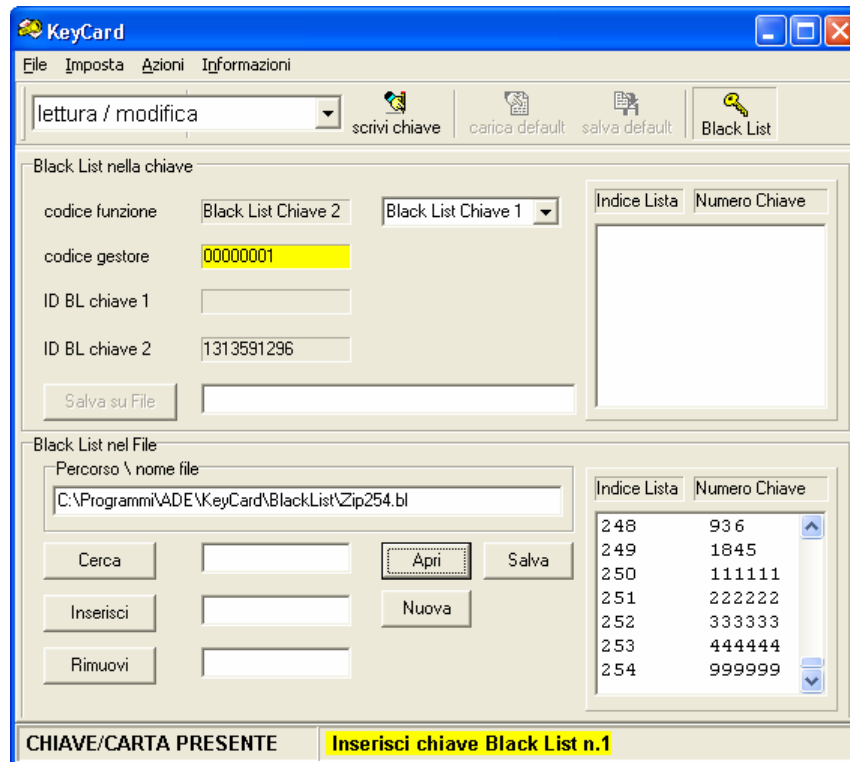 KeyCard
File Imposta Azioni Informazioni
lettura / modifica
scrivi chiave carica default salva default Black List
Black List nella chiave
codice funzione Black List Chiave 2 Black List Chiave 1
Indice Lista Numero Chiave
codice gestore 00000001
ID BL chiave 1
ID BL chiave 2 1313591296
Salva su File
Black List nel File
Percorso \ nome file
C:\Programmi\ADE\KeyCard\BlackList\Zip254.bl
Indice Lista Numero Chiave
Cerca Apri Salva
Inserisci Nuova
Rimuovi
248 936
249 1845
250 111111
251 222222
252 333333
253 444444
254 999999
CHIAVE/CARTA PRESENTE Inserisci chiave Black List n.1